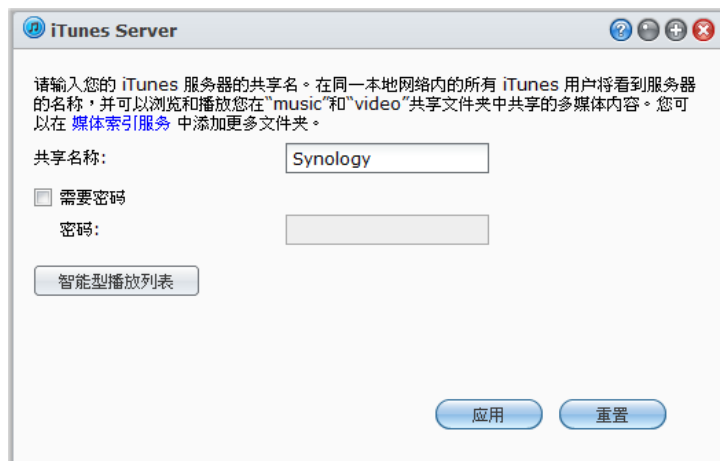 iTunes Server
请输入您的 iTunes 服务器的共享名。在同一本地网络内的所有 iTunes 用户将看到服务器
的名称,并可以浏览和播放您在“music”和“video”共享文件夹中共享的多媒体内容。您可
以在 媒体索引服务 中添加更多文件夹。
共享名称: Synology
需要密码
密码:
智能型播放列表
应用 重置